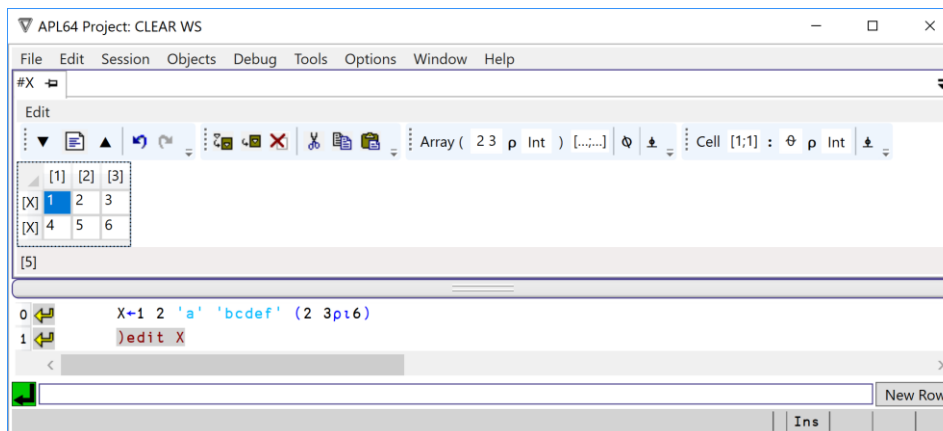 APL64 Project: CLEAR WS
File Edit Session Objects Debug Tools Options Window Help
#X
Edit
Array ( 2 3 ρ Int ) [...;...] ⌽ Cell [1;1] : ⍬ ρ Int
[1] [2] [3]
[X] 1 2 3
[X] 4 5 6
[5]
0 X←1 2 'a' 'bcdef' (2 3⍴⍳6)
1 )edit X
New Row
Ins